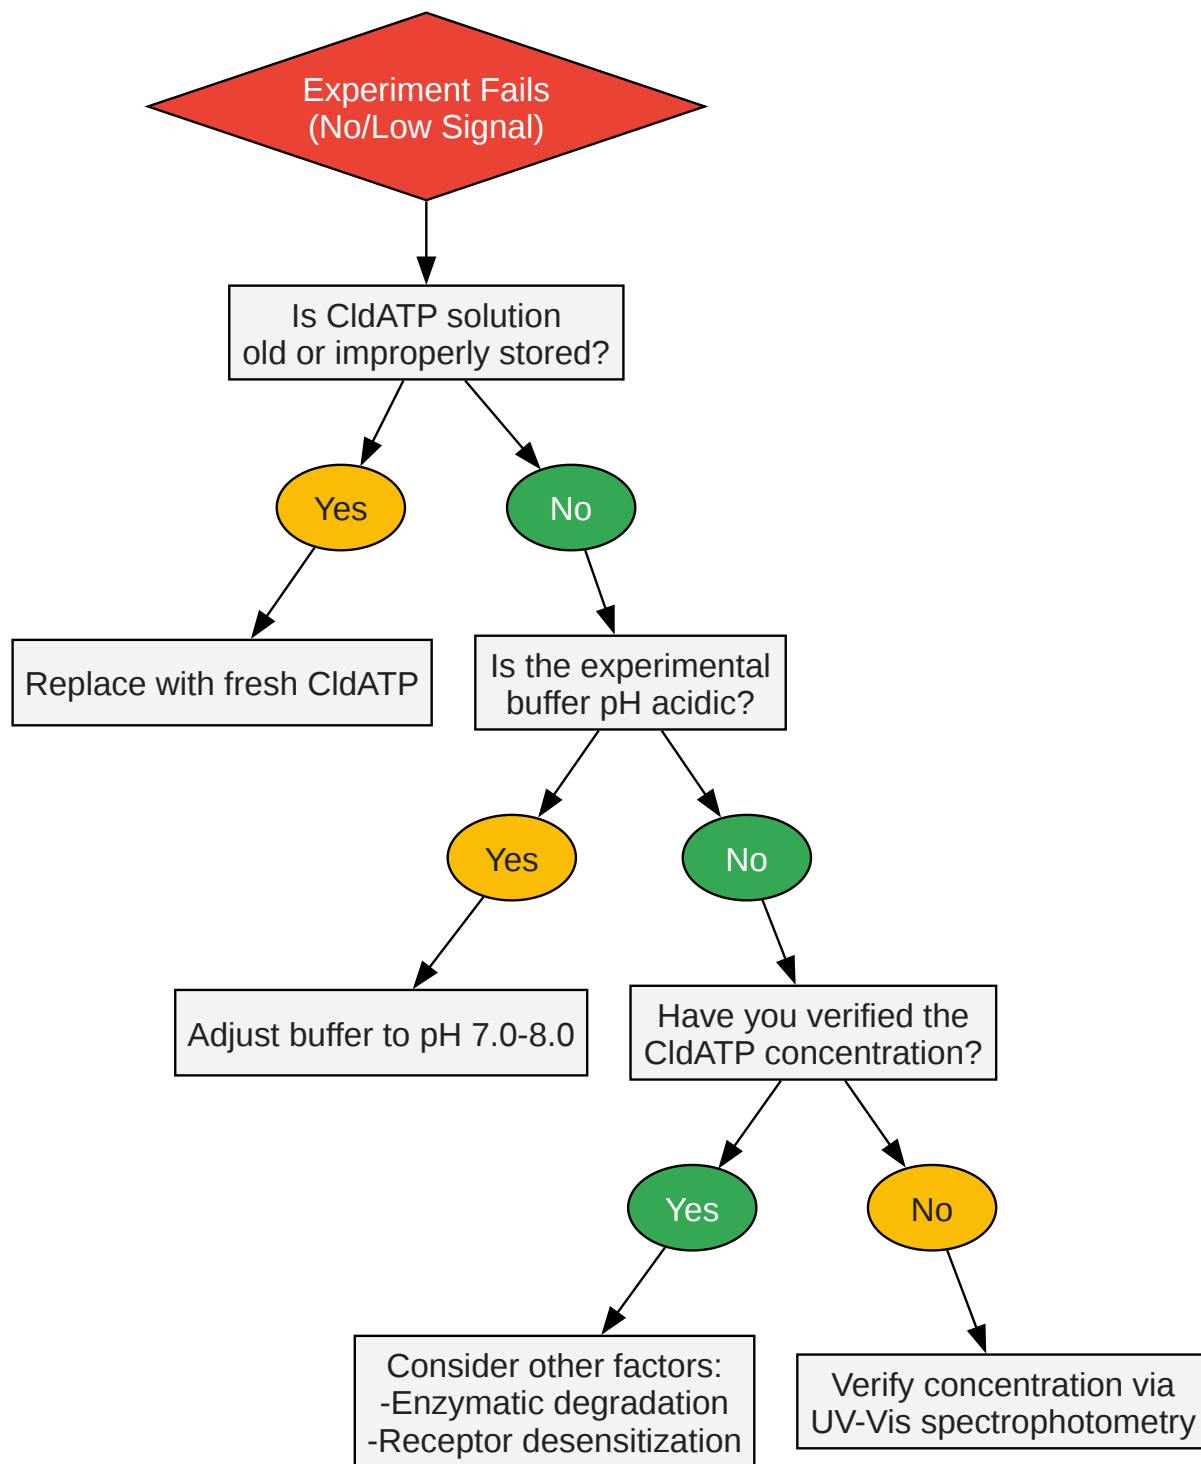 Experiment Fails
(No/Low Signal)
Is CldATP solution
old or improperly stored?
Yes
No
Replace with fresh CldATP
Is the experimental
buffer pH acidic?
Yes
No
Adjust buffer to pH 7.0-8.0
Have you verified the
CldATP concentration?
Yes
No
Consider other factors:
-Enzymatic degradation
-Receptor desensitization
Verify concentration via
UV-Vis spectrophotometry